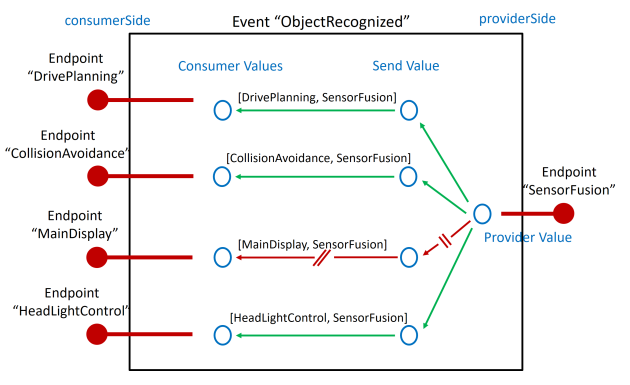 consumerSide
Event “ObjectRecognized”
providerSide
Endpoint
“DrivePlanning”
Consumer Values
Send Value
[DrivePlanning, SensorFusion]
Endpoint
“CollisionAvoidance”
[CollisionAvoidance, SensorFusion]
Endpoint
“SensorFusion”
Endpoint
“MainDisplay”
[MainDisplay, SensorFusion]
Provider Value
Endpoint
“HeadLightControl”
[HeadLightControl, SensorFusion]